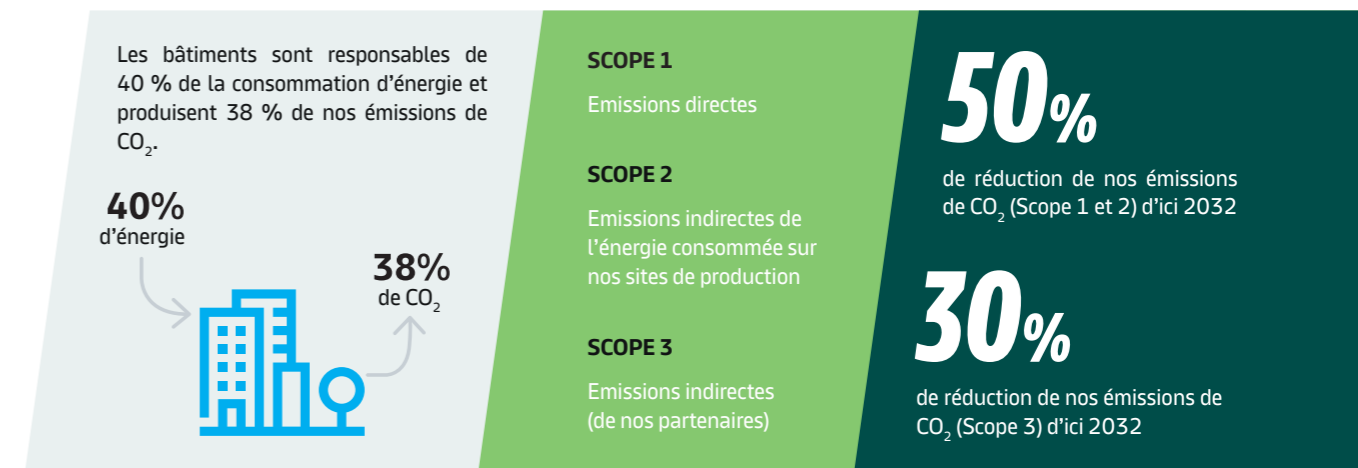 Les bâtiments sont responsables de
40 % de la consommation d'énergie et
produisent 38 % de nos émissions de
CO₂.
40%
d'énergie
38%
de CO₂
SCOPE 1
Emissions directes
SCOPE 2
Emissions indirectes de
l'énergie consommée sur
nos sites de production
SCOPE 3
Emissions indirectes
(de nos partenaires)
50%
de réduction de nos émissions
de CO₂ (Scope 1 et 2) d'ici 2032
30%
de réduction de nos émissions de
CO₂ (Scope 3) d'ici 2032